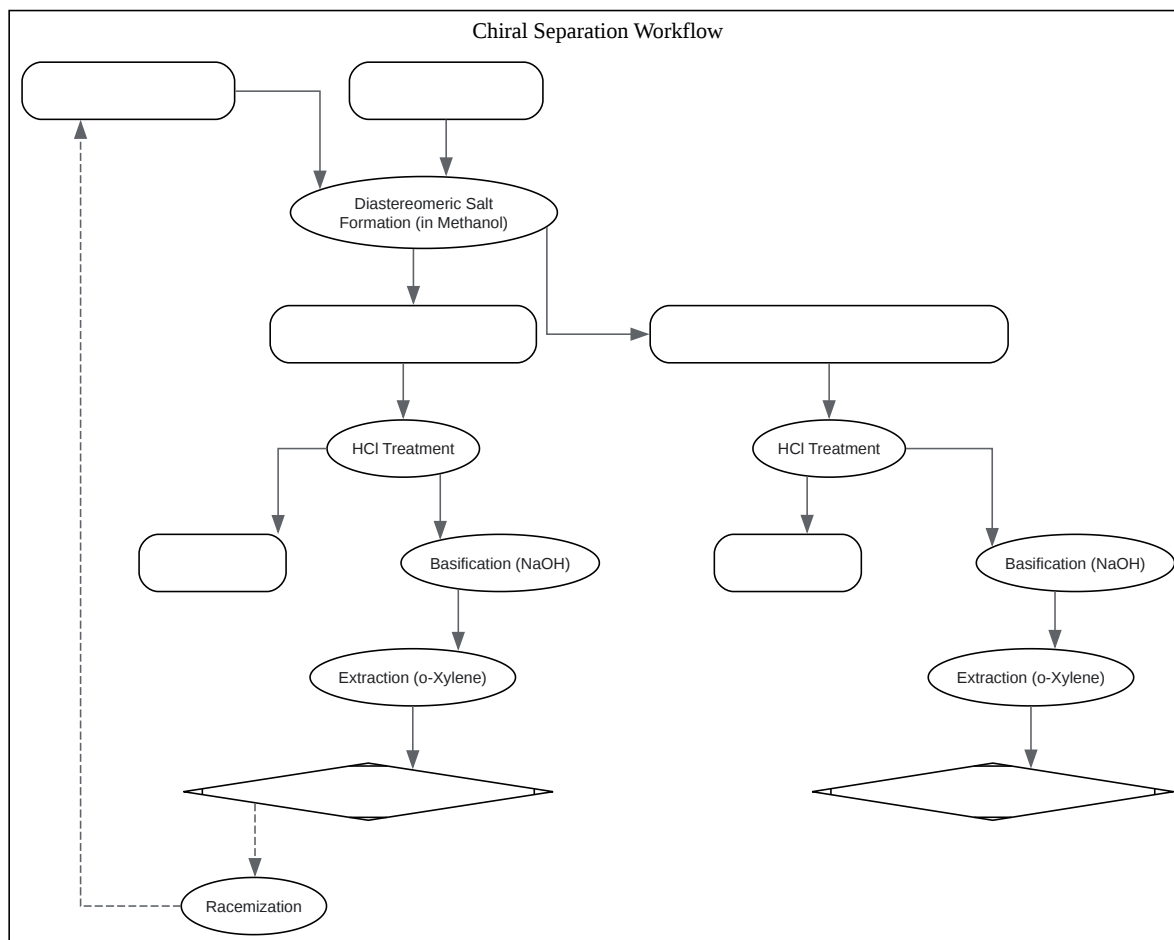 Chiral Separation Workflow
Diastereomeric Salt
Formation (in Methanol)
HCl Treatment
HCl Treatment
Basification (NaOH)
Basification (NaOH)
Extraction (o-Xylene)
Extraction (o-Xylene)
Racemization